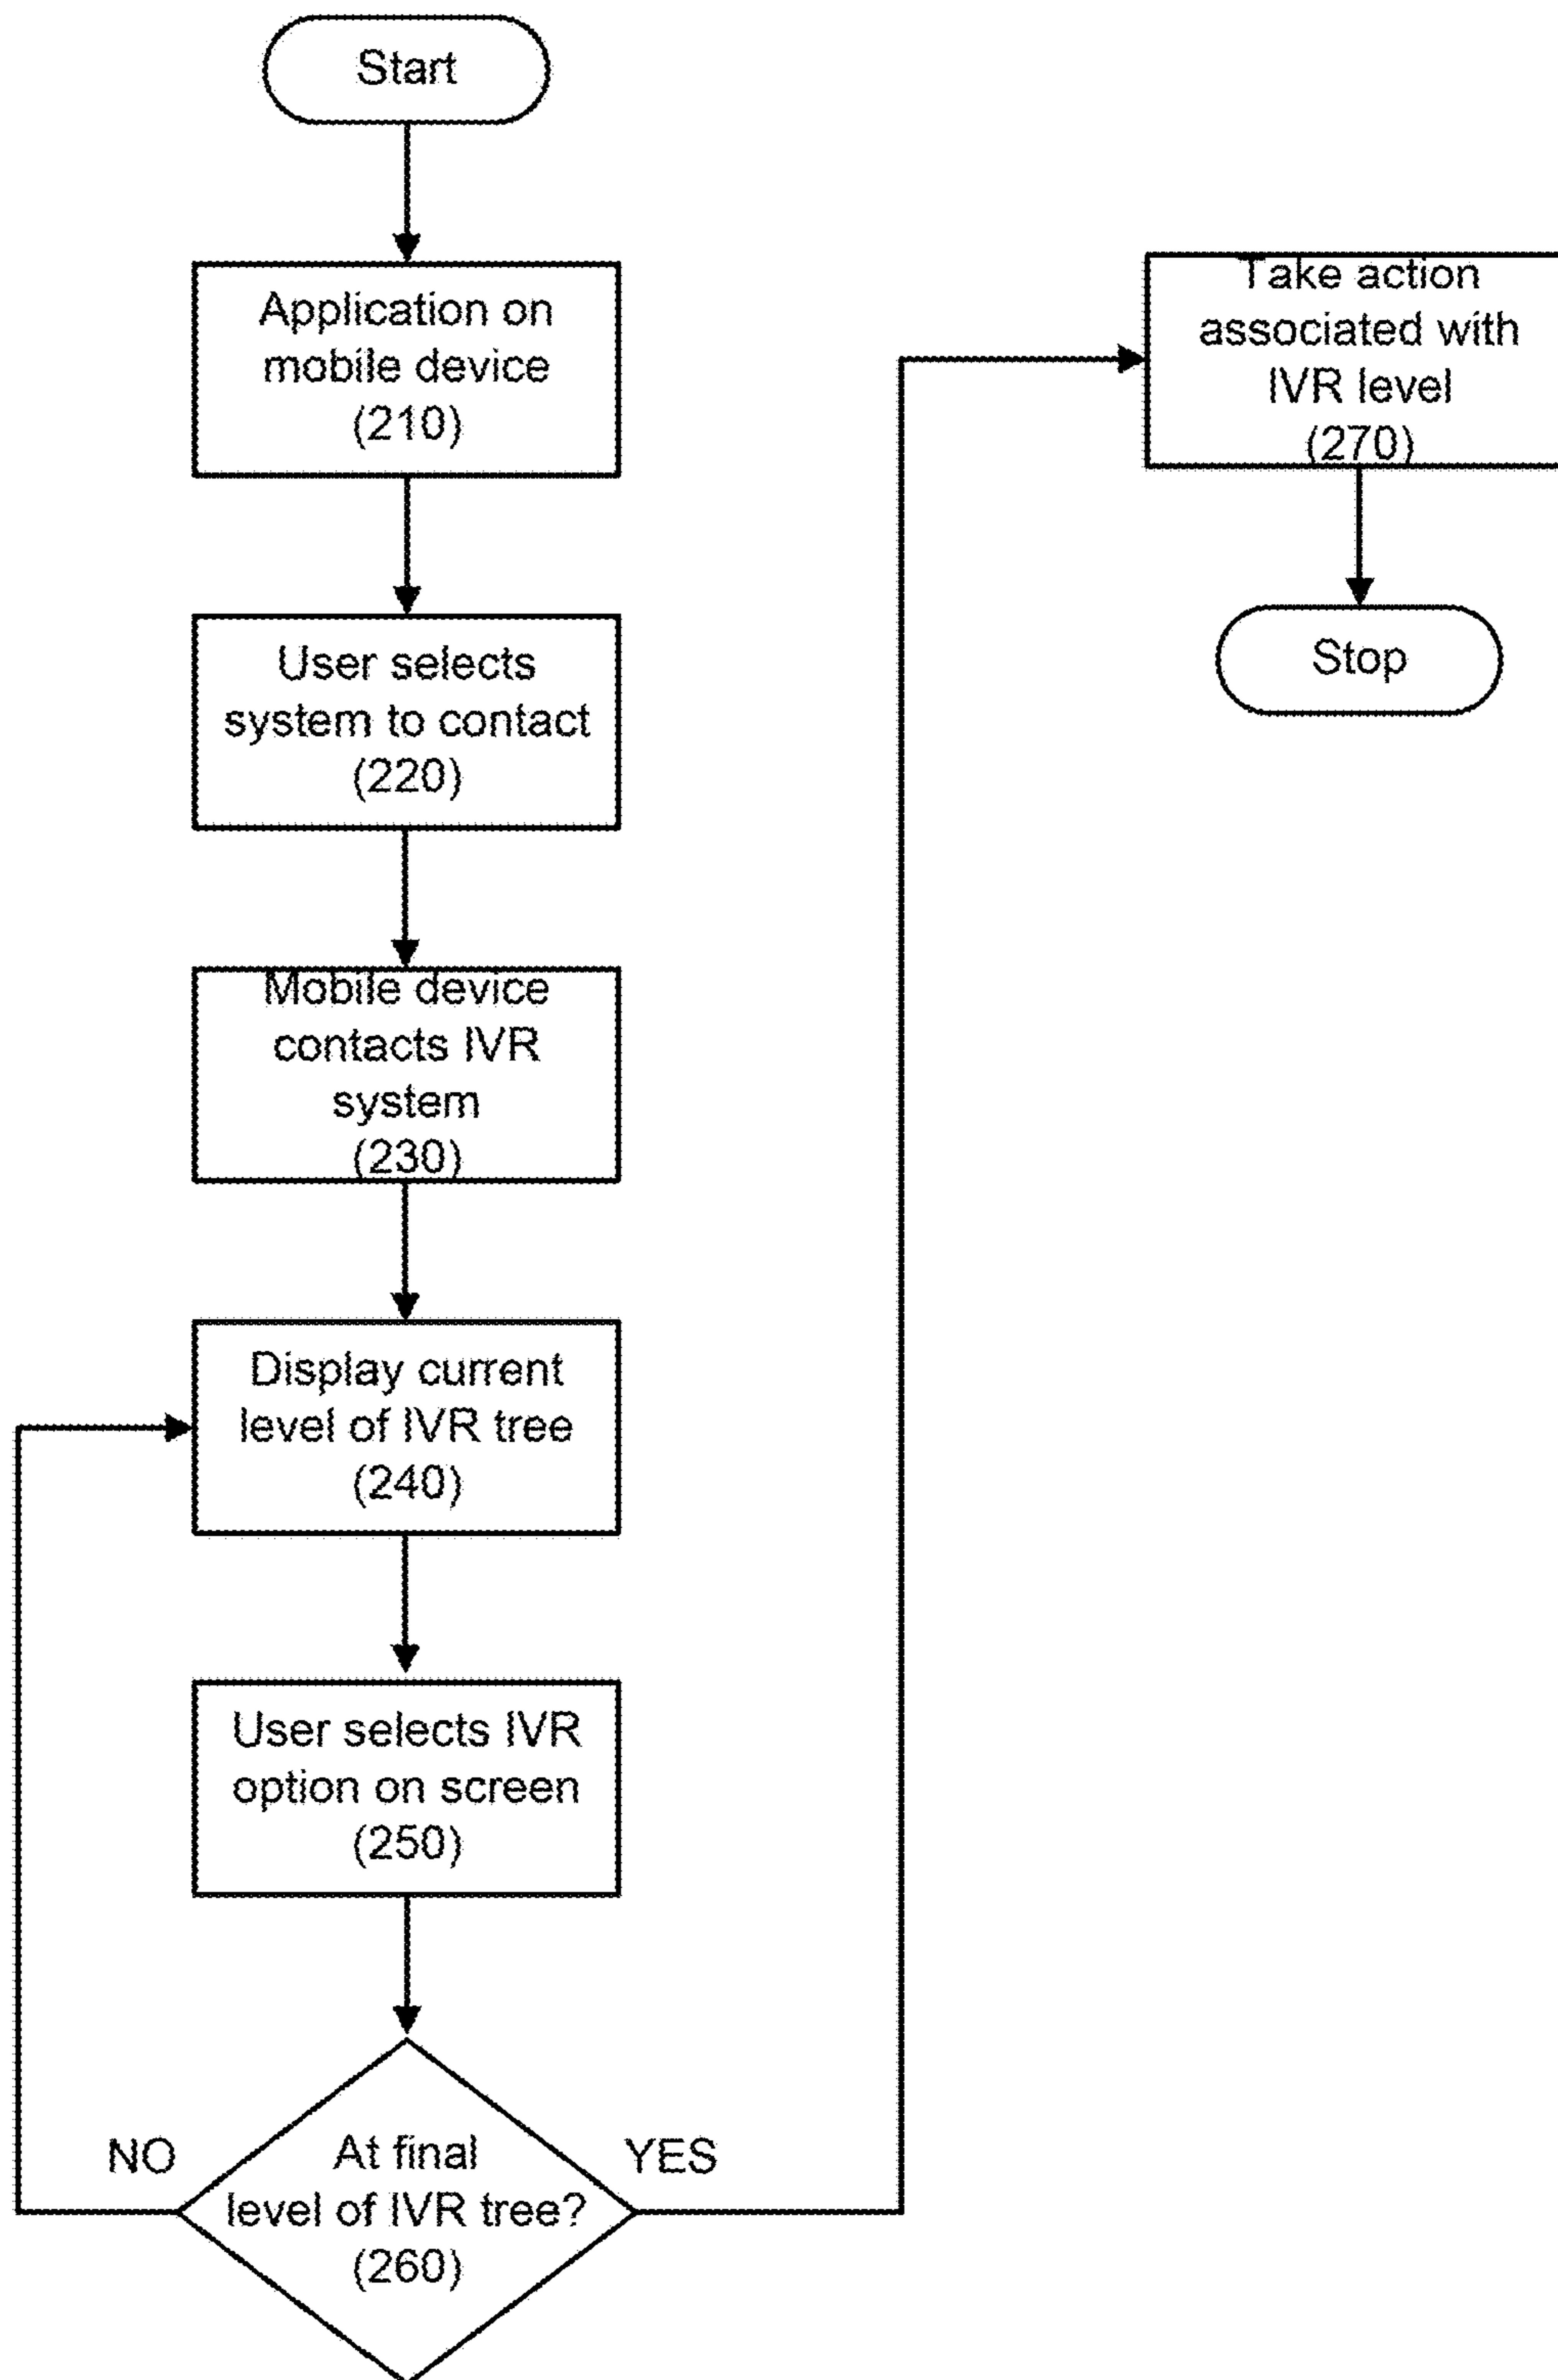 Start
Application on
mobile device
(210)
User selects
system to contact
(220)
Mobile device
contacts IVR
system
(230)
Display current
level of IVR tree
(240)
User selects IVR
option on screen
(250)
NO
At final
level of IVR tree?
(260)
YES
Take action
associated with
IVR level
(270)
Stop